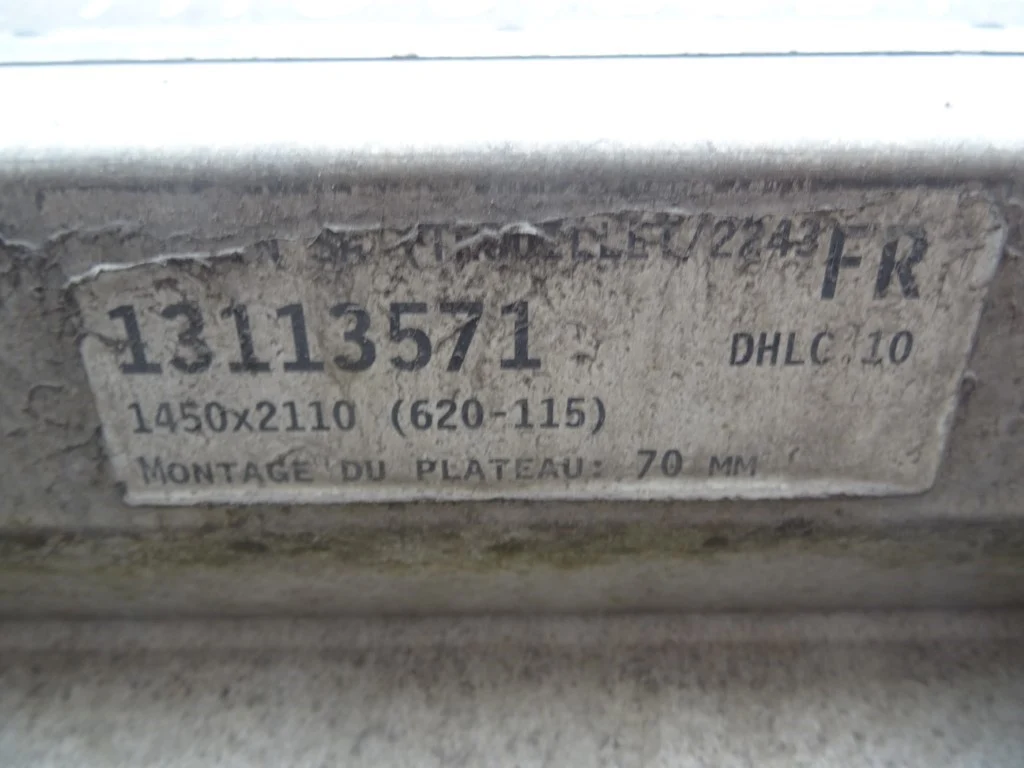 FR
13113571
DHLC 10
1450x2110 (620-115)
MONTAGE DU PLATEAU: 70 MM